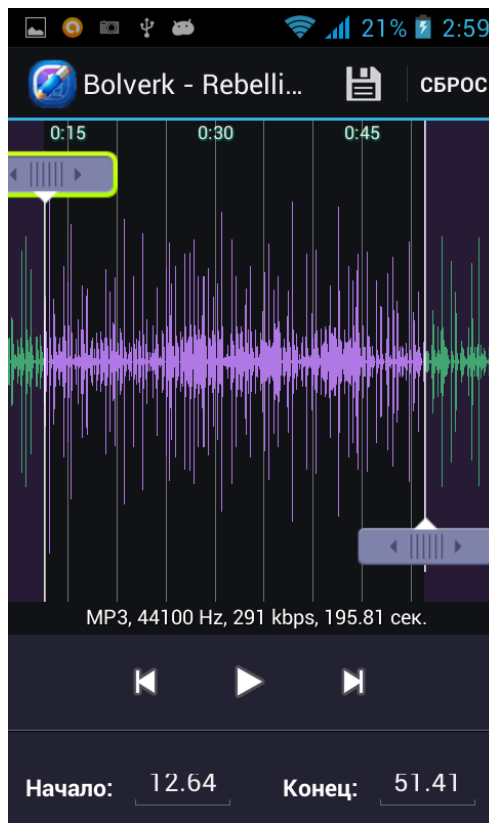 21% 2:59
Bolverk - Rebelli... СБРОС
0:15 0:30 0:45
MP3, 44100 Hz, 291 kbps, 195.81 сек.
Начало: 12.64 Конец: 51.41